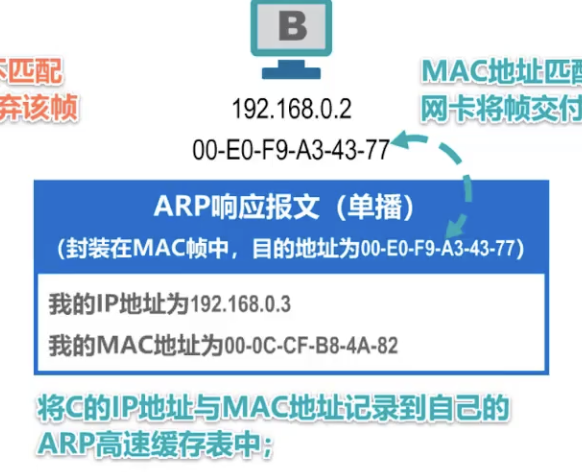 B
不匹配
弃该帧
MAC地址匹配
网卡将帧交付
192.168.0.2
00-E0-F9-A3-43-77
ARP响应报文（单播）
（封装在MAC帧中，目的地址为00-E0-F9-A3-43-77）
我的IP地址为192.168.0.3
我的MAC地址为00-0C-CF-B8-4A-82
将C的IP地址与MAC地址记录到自己的
ARP高速缓存表中；